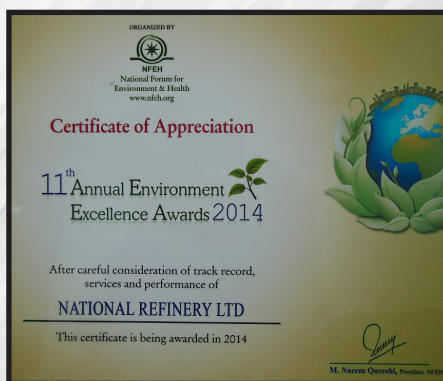 ORGANIZED BY
NFEH
National Forum for
Environment & Health
www.nfeh.org
Certificate of Appreciation
11th Annual Environment
Excellence Awards 2014
After careful consideration of track record,
services and performance of
NATIONAL REFINERY LTD
This certificate is being awarded in 2014
M. Naeem Qureshi, President, NFEH